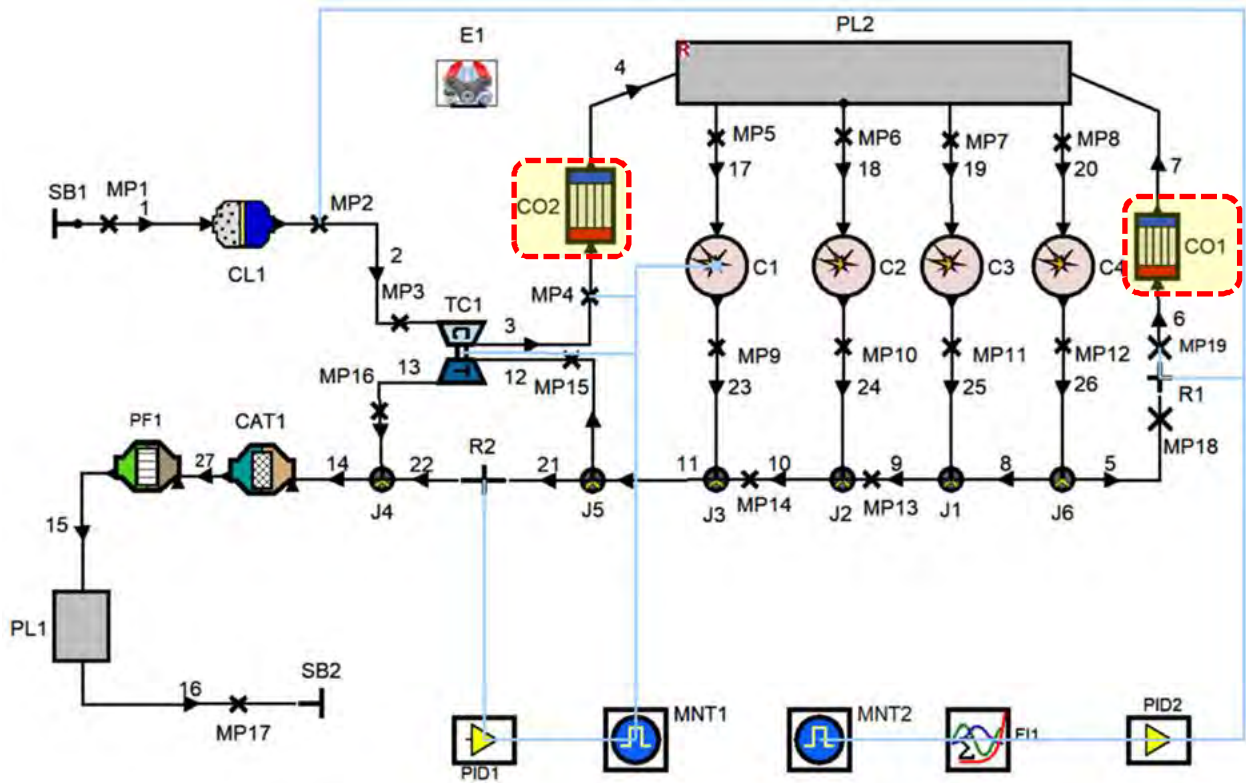 E1
PL2
4
R
7
MP5
MP6
MP7
MP8
17
18
19
20
SB1
MP1
1
CL1
MP2
CO2
CO1
C1
C2
C3
C4
2
MP3
TC1
C
3
MP4
6
MP19
R1
MP18
MP9
MP10
MP11
MP12
13
12
T
MP15
MP16
23
24
25
26
PF1
CAT1
27
14
22
R2
21
11
10
9
8
5
J4
J5
J3
MP14
J2
MP13
J1
J6
15
PL1
16
MP17
SB2
PID1
MNT1
MNT2
Σ
FI1
PID2